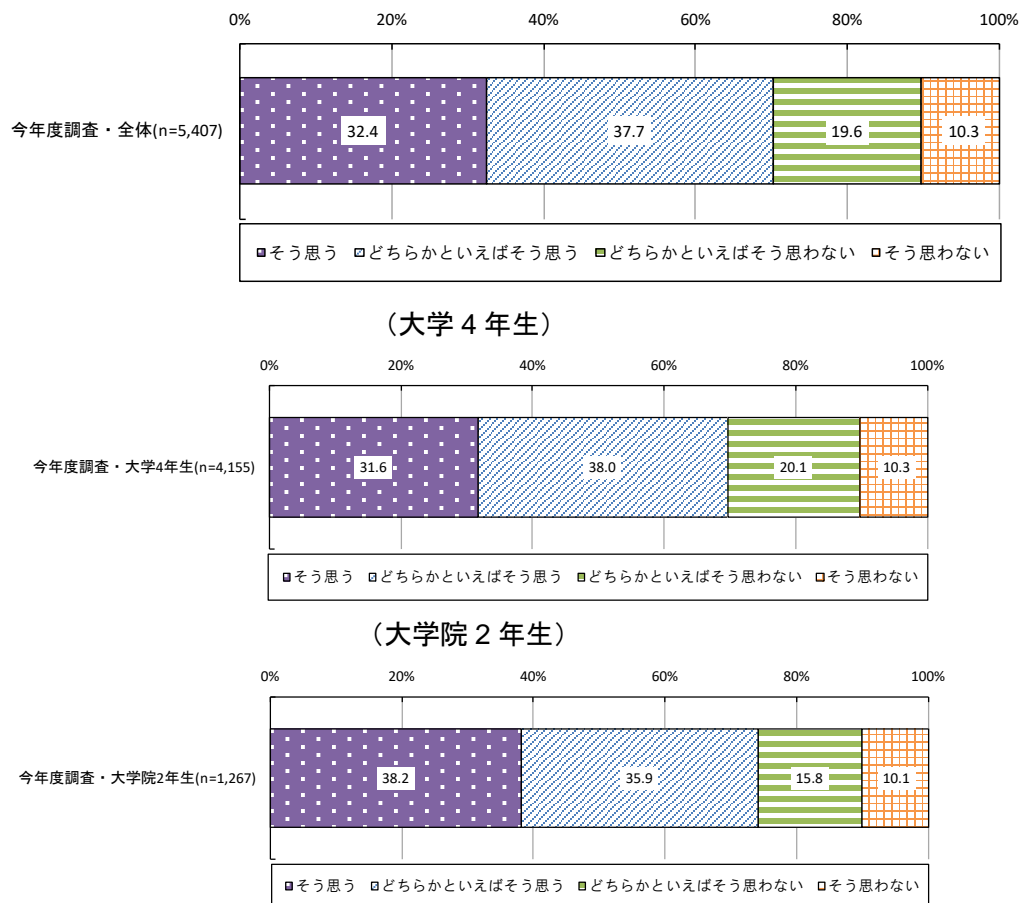 0% 20% 40% 60% 80% 100%
今年度調査・全体(n=5,407)
32.4 37.7 19.6 10.3
そう思う どちらかといえばそう思う どちらかといえばそう思わない そう思わない
（大学４年生）
0% 20% 40% 60% 80% 100%
今年度調査・大学4年生(n=4,155)
31.6 38.0 20.1 10.3
そう思う どちらかといえばそう思う どちらかといえばそう思わない そう思わない
（大学院２年生）
0% 20% 40% 60% 80% 100%
今年度調査・大学院2年生(n=1,267)
38.2 35.9 15.8 10.1
そう思う どちらかといえばそう思う どちらかといえばそう思わない そう思わない